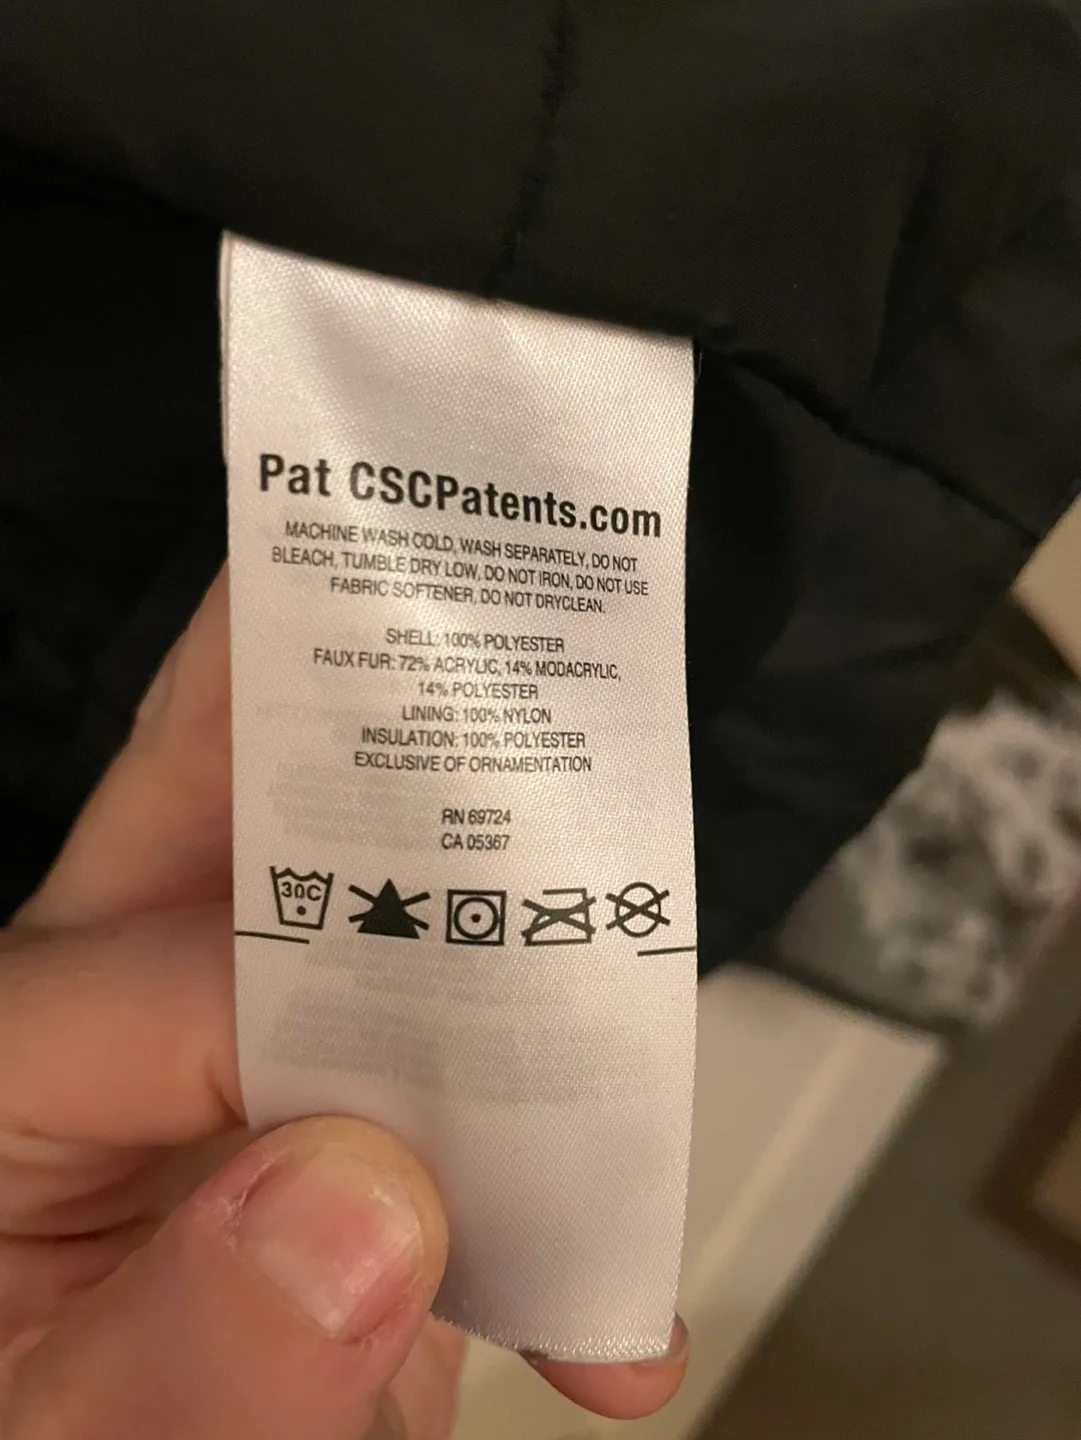 Pat CSCPatents.com
MACHINE WASH COLD, WASH SEPARATELY, DO NOT
BLEACH, TUMBLE DRY LOW, DO NOT IRON, DO NOT USE
FABRIC SOFTENER, DO NOT DRYCLEAN.
SHELL: 100% POLYESTER
FAUX FUR: 72% ACRYLIC, 14% MODACRYLIC,
14% POLYESTER
LINING: 100% NYLON
INSULATION: 100% POLYESTER
EXCLUSIVE OF ORNAMENTATION
RN 69724
CA 05367
30C